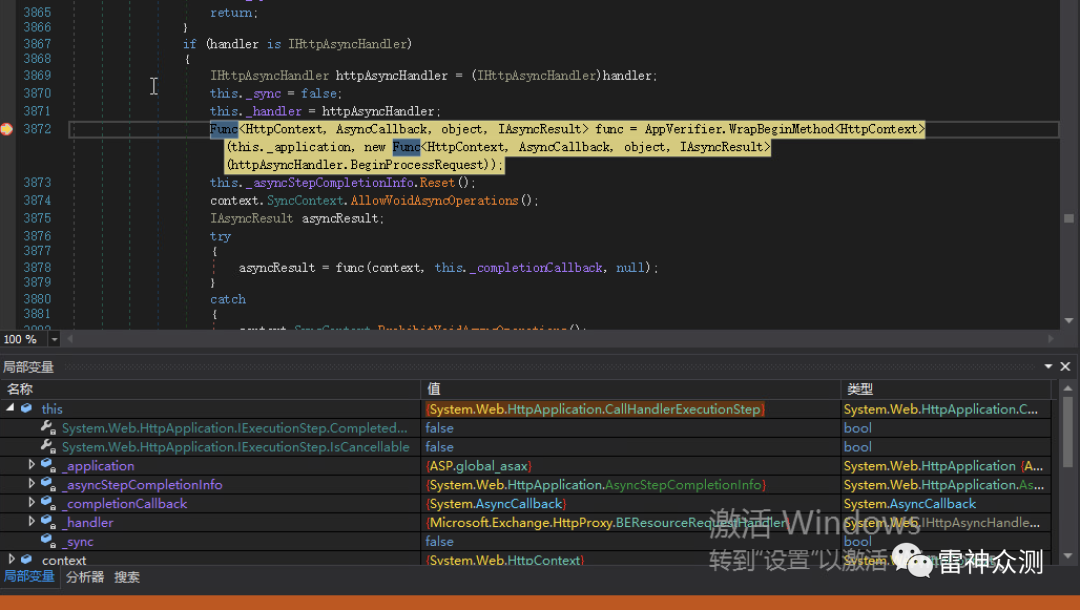 3865 return;
3866 }
3867 if (handler is IHttpAsyncHandler)
3868 {
3869 IHttpAsyncHandler httpAsyncHandler = (IHttpAsyncHandler)handler;
3870 this._sync = false;
3871 this._handler = httpAsyncHandler;
3872 Func<HttpContext, AsyncCallback, object, IAsyncResult> func = AppVerifier.WrapBeginMethod<HttpContext>
(this._application, new Func<HttpContext, AsyncCallback, object, IAsyncResult>
(httpAsyncHandler.BeginProcessRequest));
3873 this._asyncStepCompletionInfo.Reset();
3874 context.SyncContext.AllowVoidAsyncOperations();
3875 IAsyncResult asyncResult;
3876 try
3877 {
3878 asyncResult = func(context, this._completionCallback, null);
3879 }
3880 catch
3881 {
3882 context.SyncContext.ProhibitVoidAsyncOperations();
100 %
局部变量
名称 值 类型
this {System.Web.HttpApplication.CallHandlerExecutionStep} System.Web.HttpApplication.C...
System.Web.HttpApplication.IExecutionStep.Completed... false bool
System.Web.HttpApplication.IExecutionStep.IsCancellable false bool
_application {ASP.global_asax} System.Web.HttpApplication {A...
_asyncStepCompletionInfo {System.Web.HttpApplication.AsyncStepCompletionInfo} System.Web.HttpApplication.As...
_completionCallback {System.AsyncCallback} System.AsyncCallback
_handler {Microsoft.Exchange.HttpProxy.BEResourceRequestHandler} System.Web.IHttpAsyncHandle...
_sync false bool
context {System.Web.HttpContext} System.Web.HttpContext
激活 Windows
转到"设置"以激活
雷神众测
局部变量 分析器 搜索